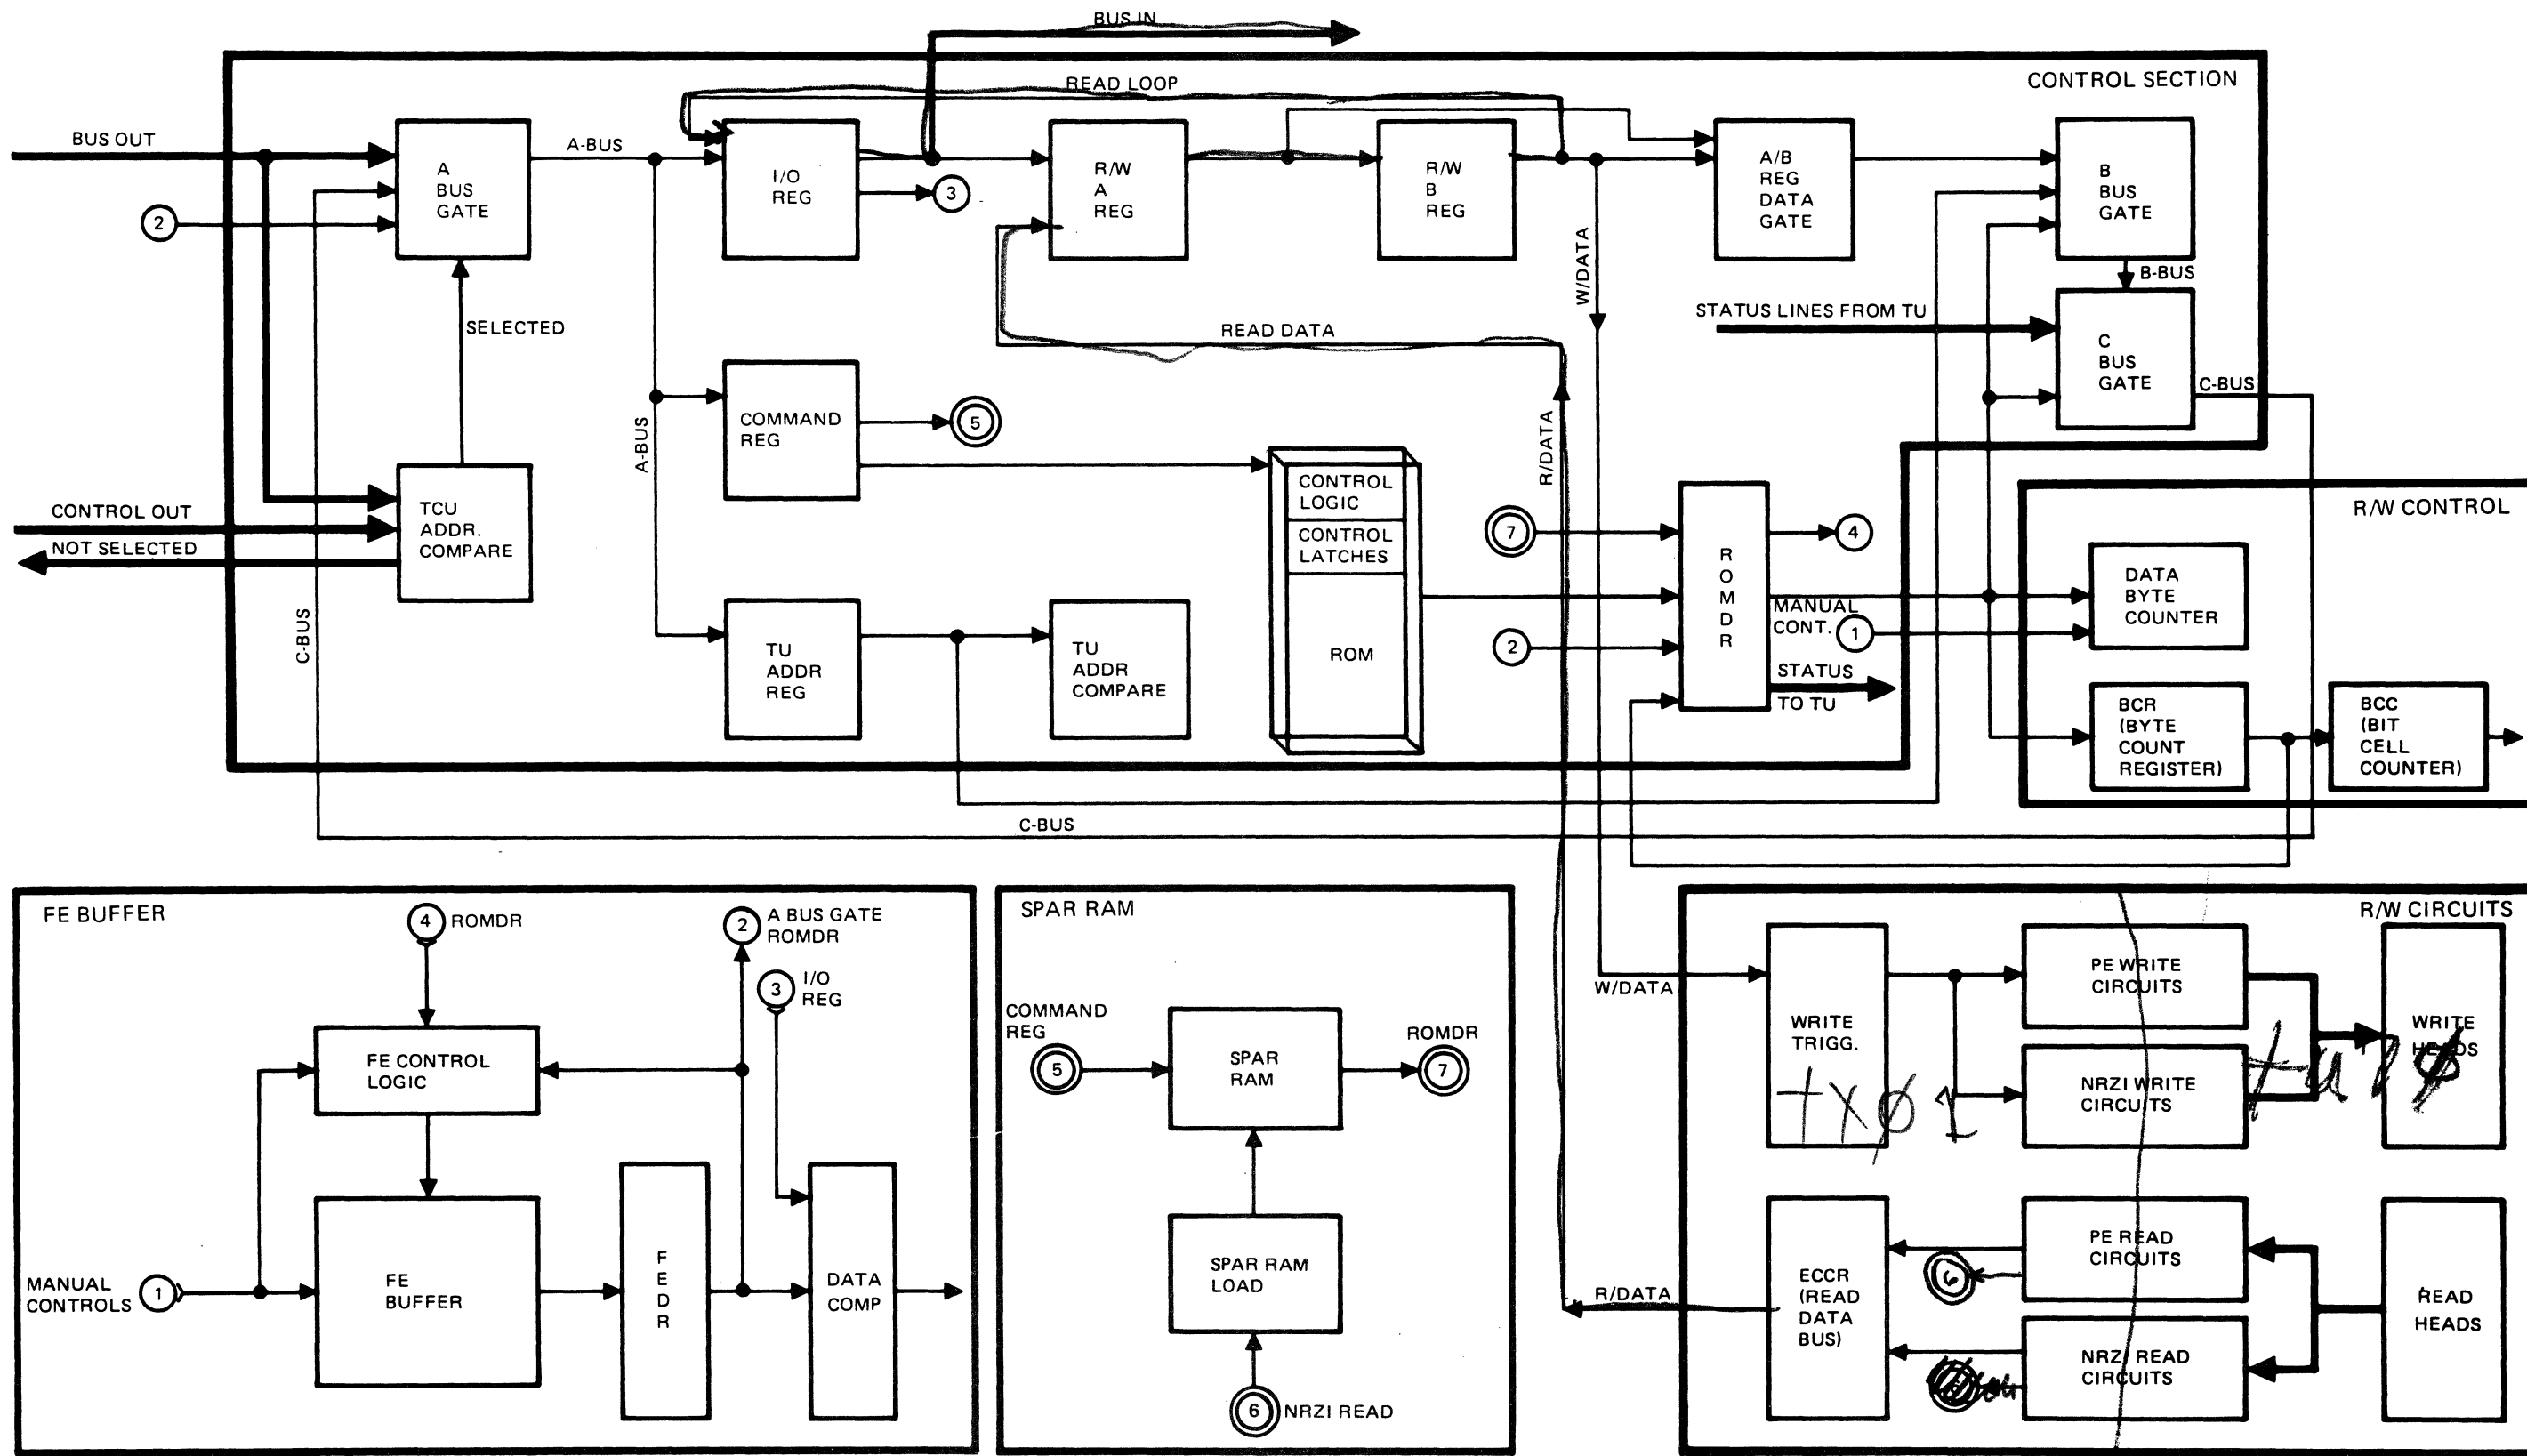 BUS IN
CONTROL SECTION
READ LOOP
BUS OUT
A
BUS
GATE
A-BUS
I/O
REG
R/W
A
REG
R/W
B
REG
A/B
REG
DATA
GATE
B
BUS
GATE
2
3
W/DATA
B-BUS
SELECTED
READ DATA
STATUS LINES FROM TU
C
BUS
GATE
C-BUS
COMMAND
REG
5
A-BUS
R/DATA
CONTROL OUT
NOT SELECTED
TCU
ADDR.
COMPARE
CONTROL
LOGIC
CONTROL
LATCHES
ROM
7
R
O
M
D
R
4
MANUAL
CONT.
1
2
STATUS
TO TU
R/W CONTROL
DATA
BYTE
COUNTER
C-BUS
TU
ADDR
REG
TU
ADDR
COMPARE
BCR
(BYTE
COUNT
REGISTER)
BCC
(BIT
CELL
COUNTER)
C-BUS
FE BUFFER
4
ROMDR
2
A BUS GATE
ROMDR
3
I/O
REG
FE CONTROL
LOGIC
MANUAL
CONTROLS
1
FE
BUFFER
F
E
D
R
DATA
COMP
SPAR RAM
COMMAND
REG
5
SPAR
RAM
ROMDR
7
SPAR RAM
LOAD
6
NRZI READ
R/W CIRCUITS
W/DATA
WRITE
TRIGG.
PE WRITE
CIRCUITS
NRZI WRITE
CIRCUITS
WRITE
HEADS
R/DATA
ECCR
(READ
DATA
BUS)
PE READ
CIRCUITS
6
NRZI READ
CIRCUITS
READ
HEADS